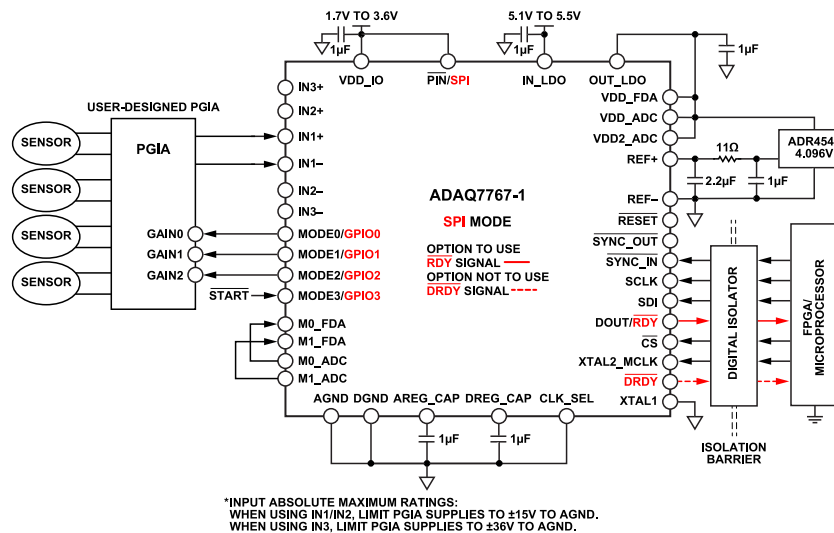 1.7V TO 3.6V
5.1V TO 5.5V
1µF
1µF
1µF
VDD_IO
PIN/SPI
IN_LDO
OUT_LDO
IN3+
IN2+
IN1+
IN1–
IN2–
IN3–
MODE0/GPIO0
MODE1/GPIO1
MODE2/GPIO2
MODE3/GPIO3
M0_FDA
M1_FDA
M0_ADC
M1_ADC
USER-DESIGNED PGIA
SENSOR
SENSOR
SENSOR
SENSOR
PGIA
GAIN0
GAIN1
GAIN2
START
ADAQ7767-1
SPI MODE
OPTION TO USE
RDY SIGNAL
OPTION NOT TO USE
DRDY SIGNAL
VDD_FDA
VDD_ADC
VDD2_ADC
REF+
REF–
RESET
SYNC_OUT
SYNC_IN
SCLK
SDI
DOUT/RDY
CS
XTAL2_MCLK
DRDY
XTAL1
11Ω
2.2µF
1µF
ADR454
4.096V
DIGITAL ISOLATOR
FPGA/
MICROPROCESSOR
ISOLATION
BARRIER
AGND
DGND
AREG_CAP
DREG_CAP
CLK_SEL
1µF
1µF
*INPUT ABSOLUTE MAXIMUM RATINGS:
WHEN USING IN1/IN2, LIMIT PGIA SUPPLIES TO ±15V TO AGND.
WHEN USING IN3, LIMIT PGIA SUPPLIES TO ±36V TO AGND.